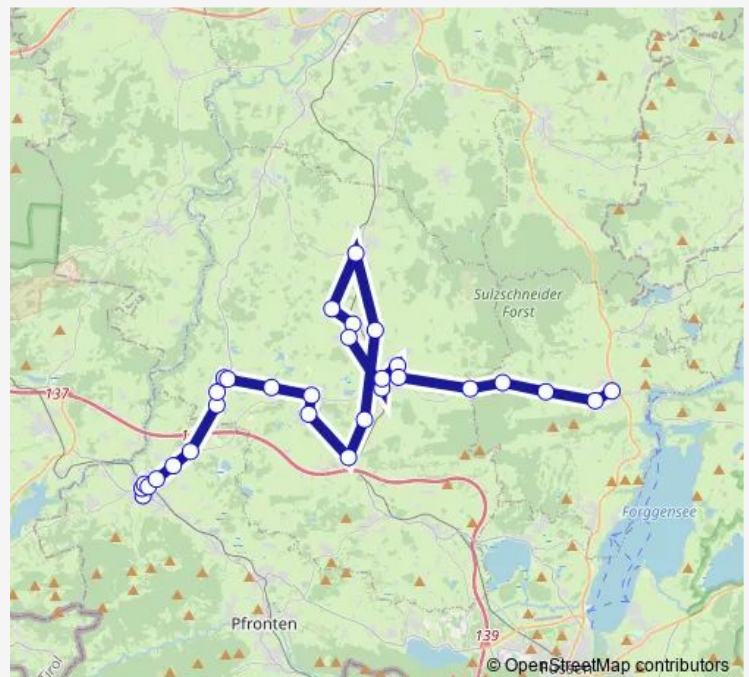 Sulzschneider
Forst
137
Forggensee
Pfronten
139
Tirol
© OpenStreetMap contributors